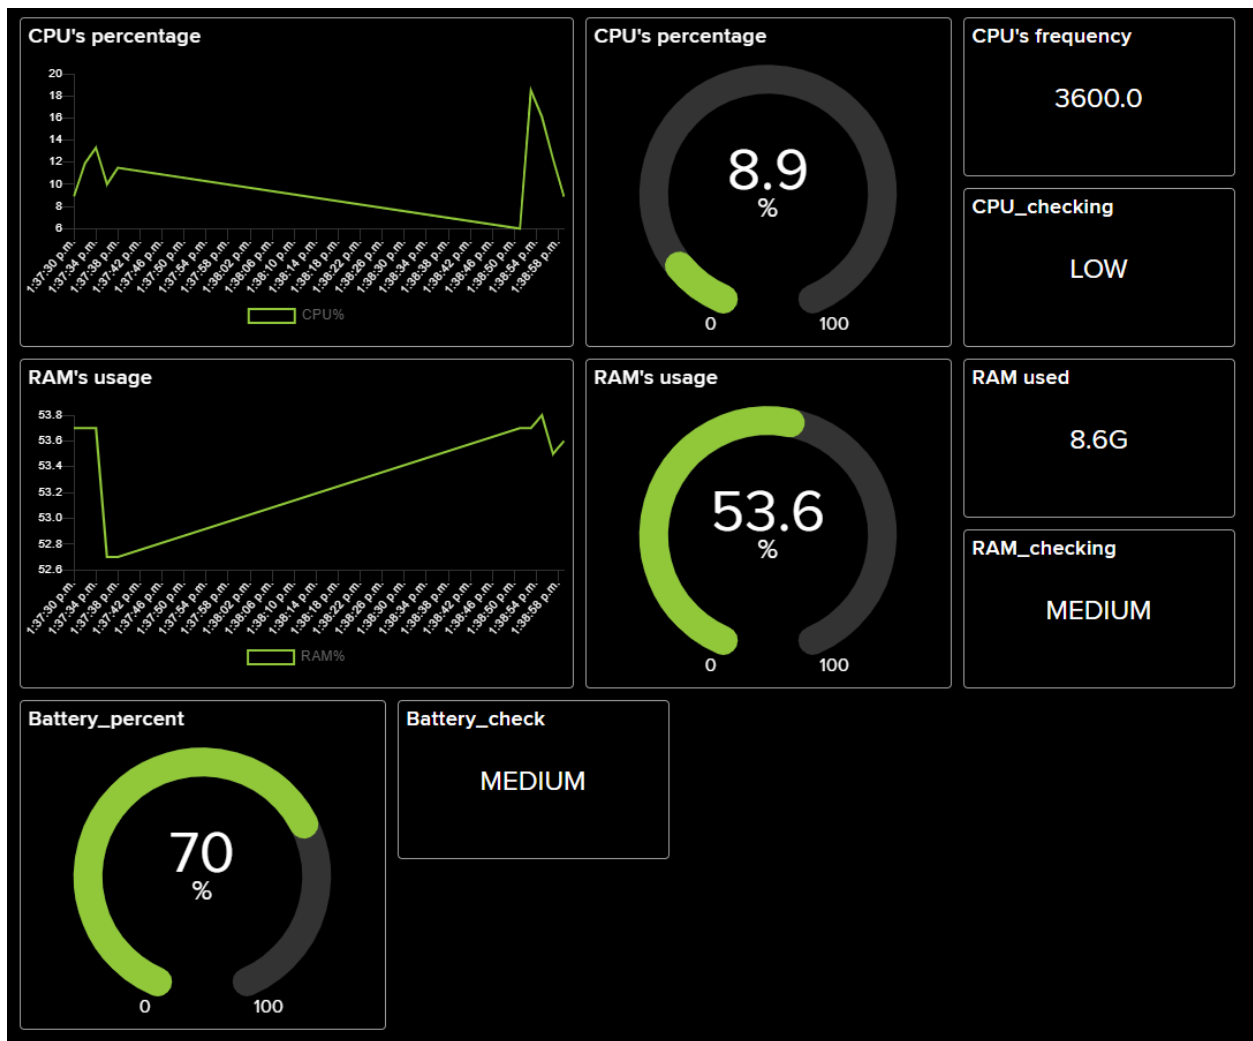 CPU's percentage
20
18
16
14
12
10
8
6
1:37:30 p.m.
1:37:34 p.m.
1:37:38 p.m.
1:37:42 p.m.
1:37:46 p.m.
1:37:50 p.m.
1:37:54 p.m.
1:37:58 p.m.
1:38:02 p.m.
1:38:06 p.m.
1:38:10 p.m.
1:38:14 p.m.
1:38:18 p.m.
1:38:22 p.m.
1:38:26 p.m.
1:38:30 p.m.
1:38:34 p.m.
1:38:38 p.m.
1:38:42 p.m.
1:38:46 p.m.
1:38:50 p.m.
1:38:54 p.m.
1:38:58 p.m.
CPU%
CPU's percentage
8.9
%
0
100
CPU's frequency
3600.0
CPU_checking
LOW
RAM's usage
53.8
53.6
53.4
53.2
53.0
52.8
52.6
1:37:30 p.m.
1:37:34 p.m.
1:37:38 p.m.
1:37:42 p.m.
1:37:46 p.m.
1:37:50 p.m.
1:37:54 p.m.
1:37:58 p.m.
1:38:02 p.m.
1:38:06 p.m.
1:38:10 p.m.
1:38:14 p.m.
1:38:18 p.m.
1:38:22 p.m.
1:38:26 p.m.
1:38:30 p.m.
1:38:34 p.m.
1:38:38 p.m.
1:38:42 p.m.
1:38:46 p.m.
1:38:50 p.m.
1:38:54 p.m.
1:38:58 p.m.
RAM%
RAM's usage
53.6
%
0
100
RAM used
8.6G
RAM_checking
MEDIUM
Battery_percent
70
%
0
100
Battery_check
MEDIUM